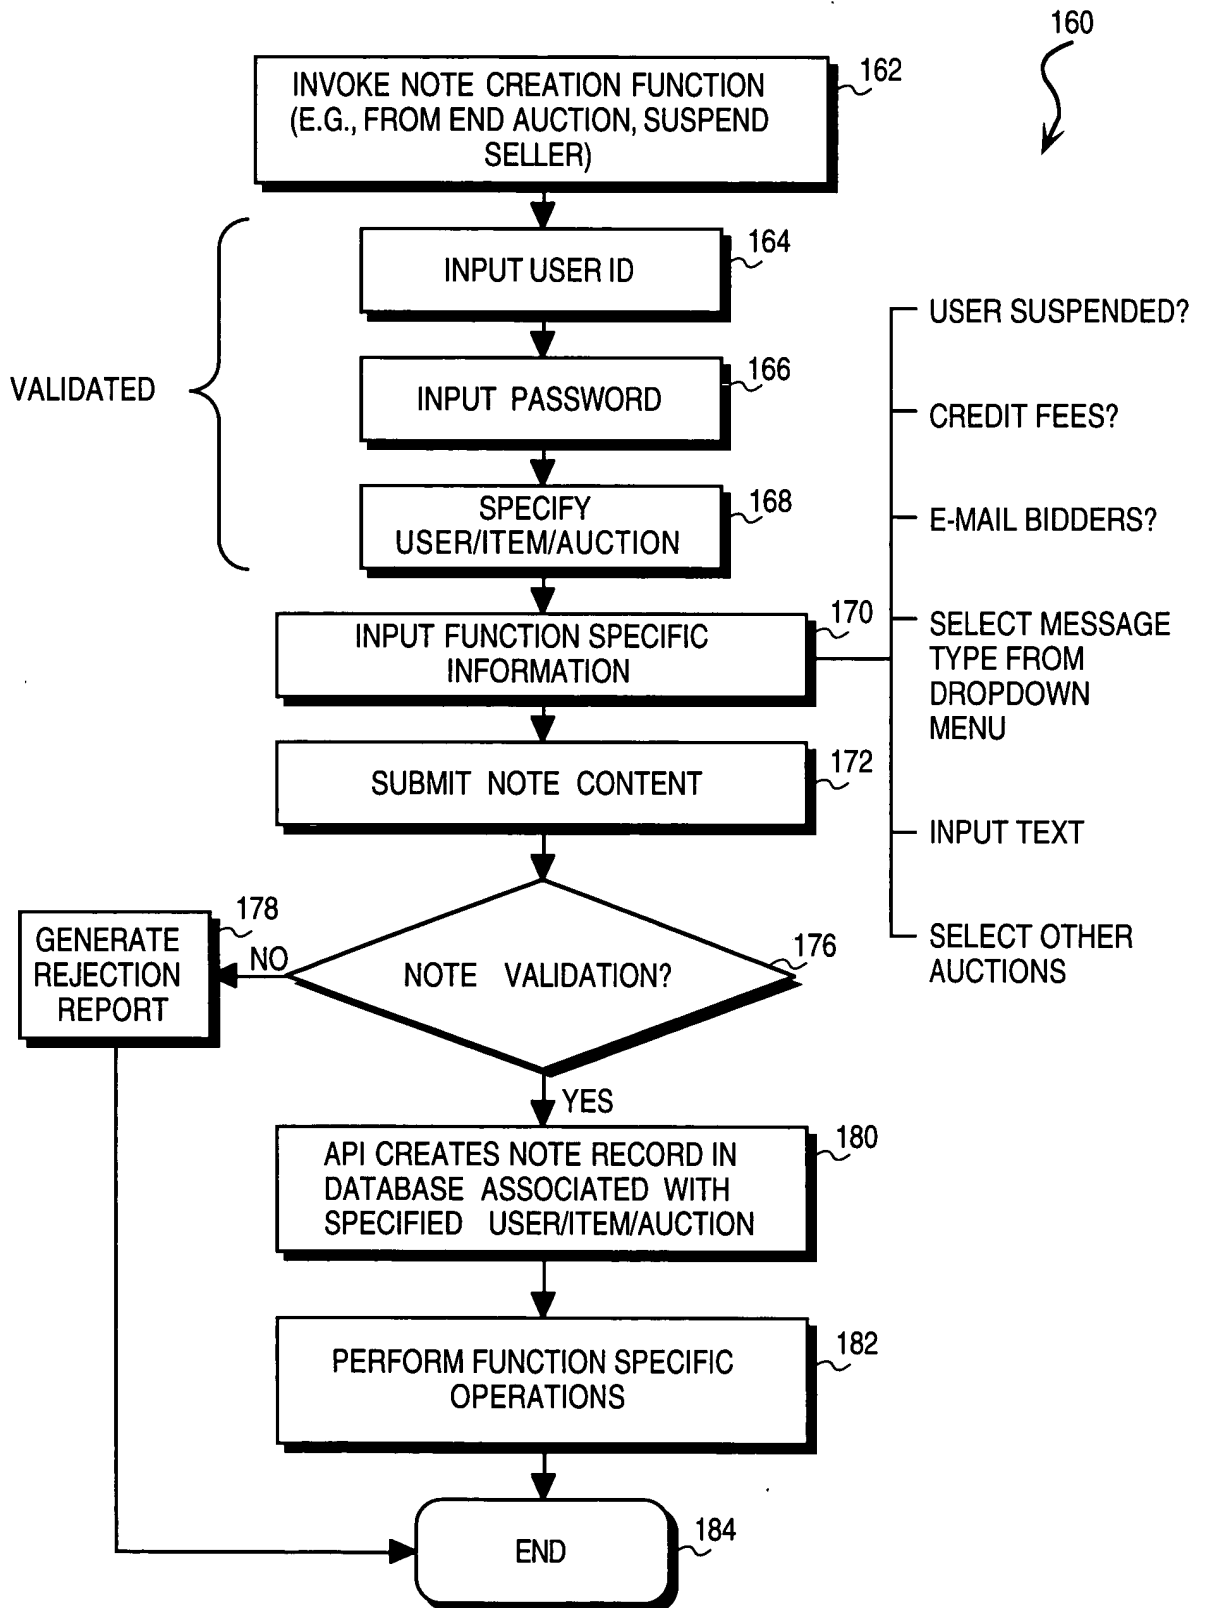 160
INVOKE NOTE CREATION FUNCTION
(E.G., FROM END AUCTION, SUSPEND
SELLER)
162
VALIDATED
INPUT USER ID
164
INPUT PASSWORD
166
SPECIFY
USER/ITEM/AUCTION
168
INPUT FUNCTION SPECIFIC
INFORMATION
170
USER SUSPENDED?
CREDIT FEES?
E-MAIL BIDDERS?
SELECT MESSAGE
TYPE FROM
DROPDOWN
MENU
INPUT TEXT
SELECT OTHER
AUCTIONS
SUBMIT NOTE CONTENT
172
NOTE VALIDATION?
176
NO
GENERATE
REJECTION
REPORT
178
YES
API CREATES NOTE RECORD IN
DATABASE ASSOCIATED WITH
SPECIFIED USER/ITEM/AUCTION
180
PERFORM FUNCTION SPECIFIC
OPERATIONS
182
END
184